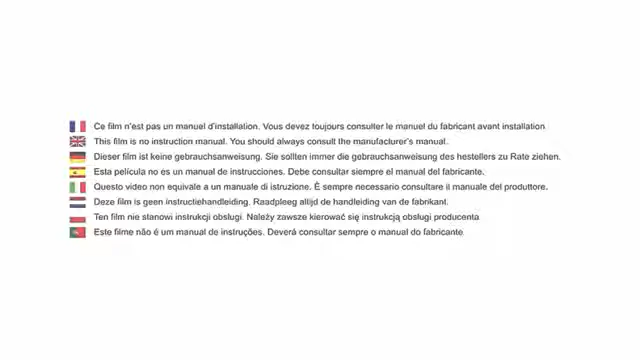 Ce film n'est pas un manuel d'installation. Vous devez toujours consulter le manuel du fabricant avant installation
This film is no instruction manual. You should always consult the manufacturer's manual.
Dieser film ist keine gebrauchsanweisung. Sie sollten immer die gebrauchsanweisung des hestellers zu Rate ziehen.
Esta película no es un manual de instrucciones. Debe consultar siempre el manual del fabricante.
Questo video non equivale a un manuale di istruzione. È sempre necessario consultare il manuale del produttore.
Deze film is geen instructiehandleiding. Raadpleeg altijd de handleiding van de fabrikant.
Ten film nie stanowi instrukcji obsługi. Należy zawsze kierować się instrukcją obsługi producenta
Este filme não é um manual de instruções. Deverá consultar sempre o manual do fabricante